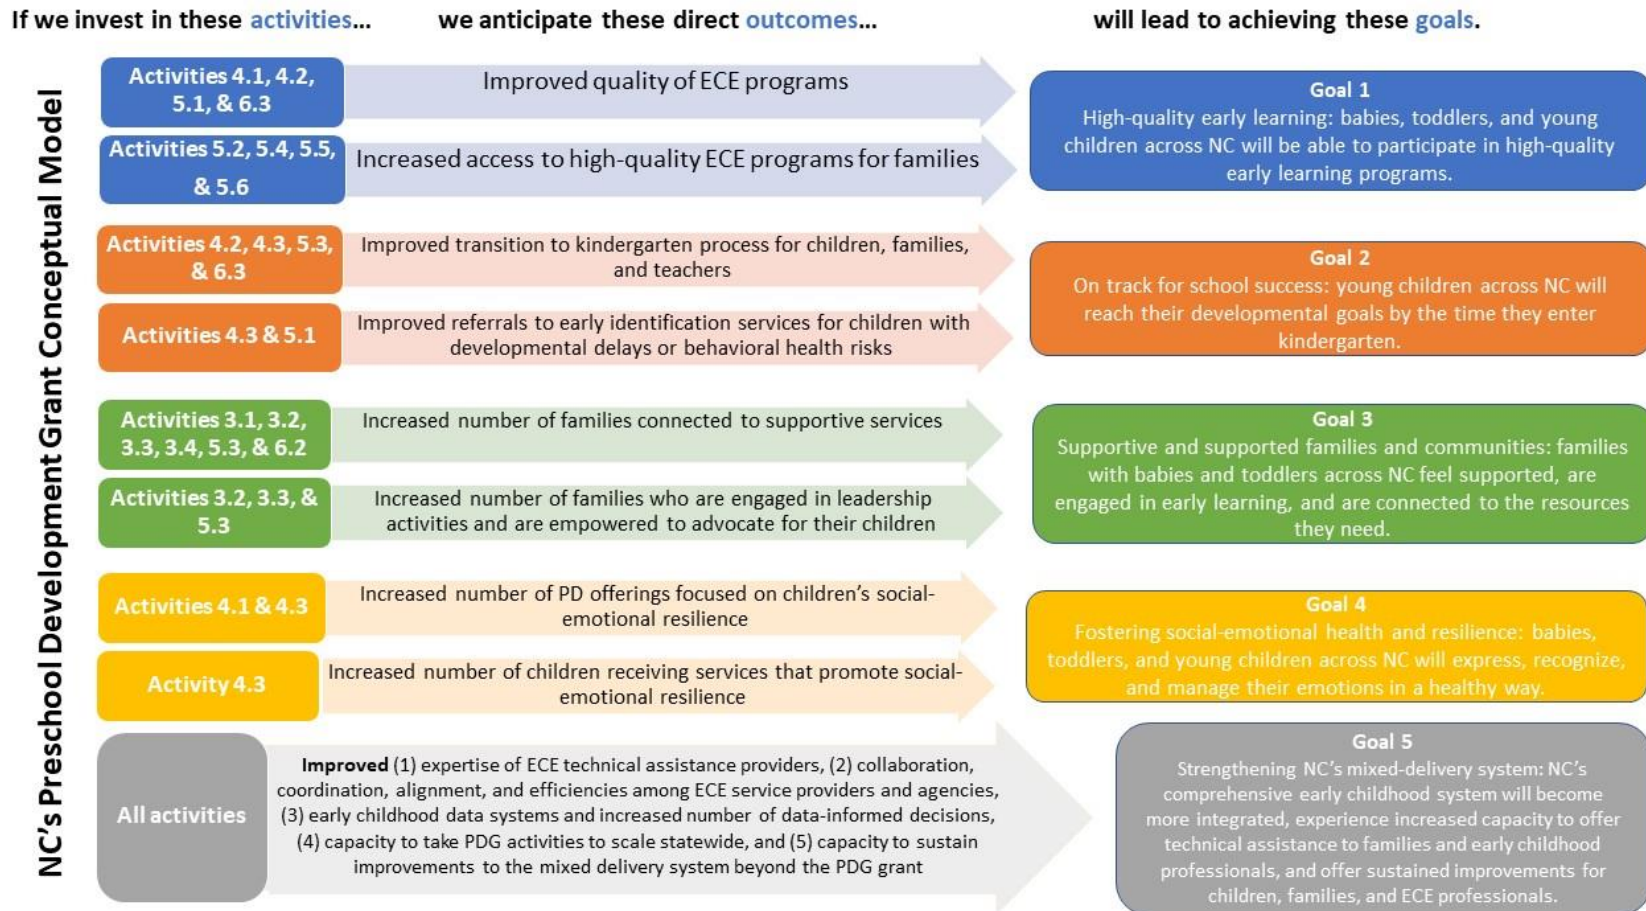 If we invest in these activities...
we anticipate these direct outcomes...
will lead to achieving these goals.
NC's Preschool Development Grant Conceptual Model
Activities 4.1, 4.2,
5.1, & 6.3
Improved quality of ECE programs
Activities 5.2, 5.4, 5.5,
& 5.6
Increased access to high-quality ECE programs for families
Goal 1
High-quality early learning: babies, toddlers, and young
children across NC will be able to participate in high-quality
early learning programs.
Activities 4.2, 4.3, 5.3,
& 6.3
Improved transition to kindergarten process for children, families,
and teachers
Activities 4.3 & 5.1
Improved referrals to early identification services for children with
developmental delays or behavioral health risks
Goal 2
On track for school success: young children across NC will
reach their developmental goals by the time they enter
kindergarten.
Activities 3.1, 3.2,
3.3, 3.4, 5.3, & 6.2
Increased number of families connected to supportive services
Activities 3.2, 3.3, &
5.3
Increased number of families who are engaged in leadership
activities and are empowered to advocate for their children
Goal 3
Supportive and supported families and communities: families
with babies and toddlers across NC feel supported, are
engaged in early learning, and are connected to the resources
they need.
Activities 4.1 & 4.3
Increased number of PD offerings focused on children's social-
emotional resilience
Activity 4.3
Increased number of children receiving services that promote social-
emotional resilience
Goal 4
Fostering social-emotional health and resilience: babies,
toddlers, and young children across NC will express, recognize,
and manage their emotions in a healthy way.
All activities
Improved (1) expertise of ECE technical assistance providers, (2) collaboration,
coordination, alignment, and efficiencies among ECE service providers and agencies,
(3) early childhood data systems and increased number of data-informed decisions,
(4) capacity to take PDG activities to scale statewide, and (5) capacity to sustain
improvements to the mixed delivery system beyond the PDG grant
Goal 5
Strengthening NC's mixed-delivery system: NC's
comprehensive early childhood system will become
more integrated, experience increased capacity to offer
technical assistance to families and early childhood
professionals, and offer sustained improvements for
children, families, and ECE professionals.